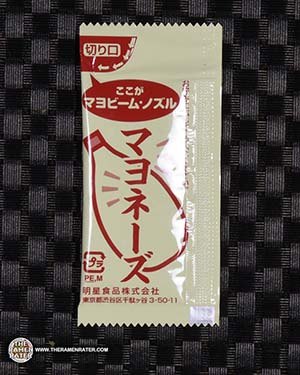 切り口
ここが
マヨビーム・ノズル
マヨネーズ
プラ
PE,M
明星食品株式会社
東京都渋谷区千駄ヶ谷3-50-11
THE
RAMEN
RATER
WWW.THERAMENRATER.COM